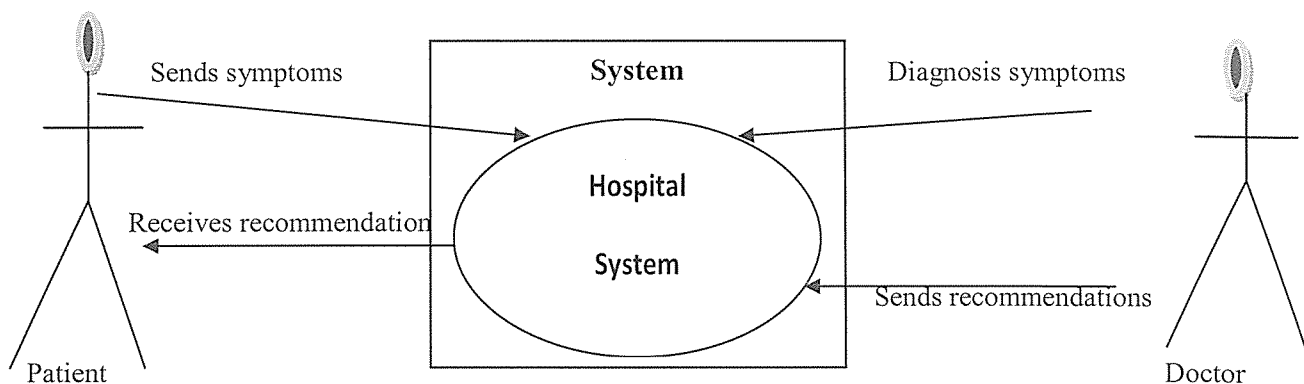 Sends symptoms
System
Diagnosis symptoms
Hospital
System
Receives recommendation
Sends recommendations
Patient
Doctor